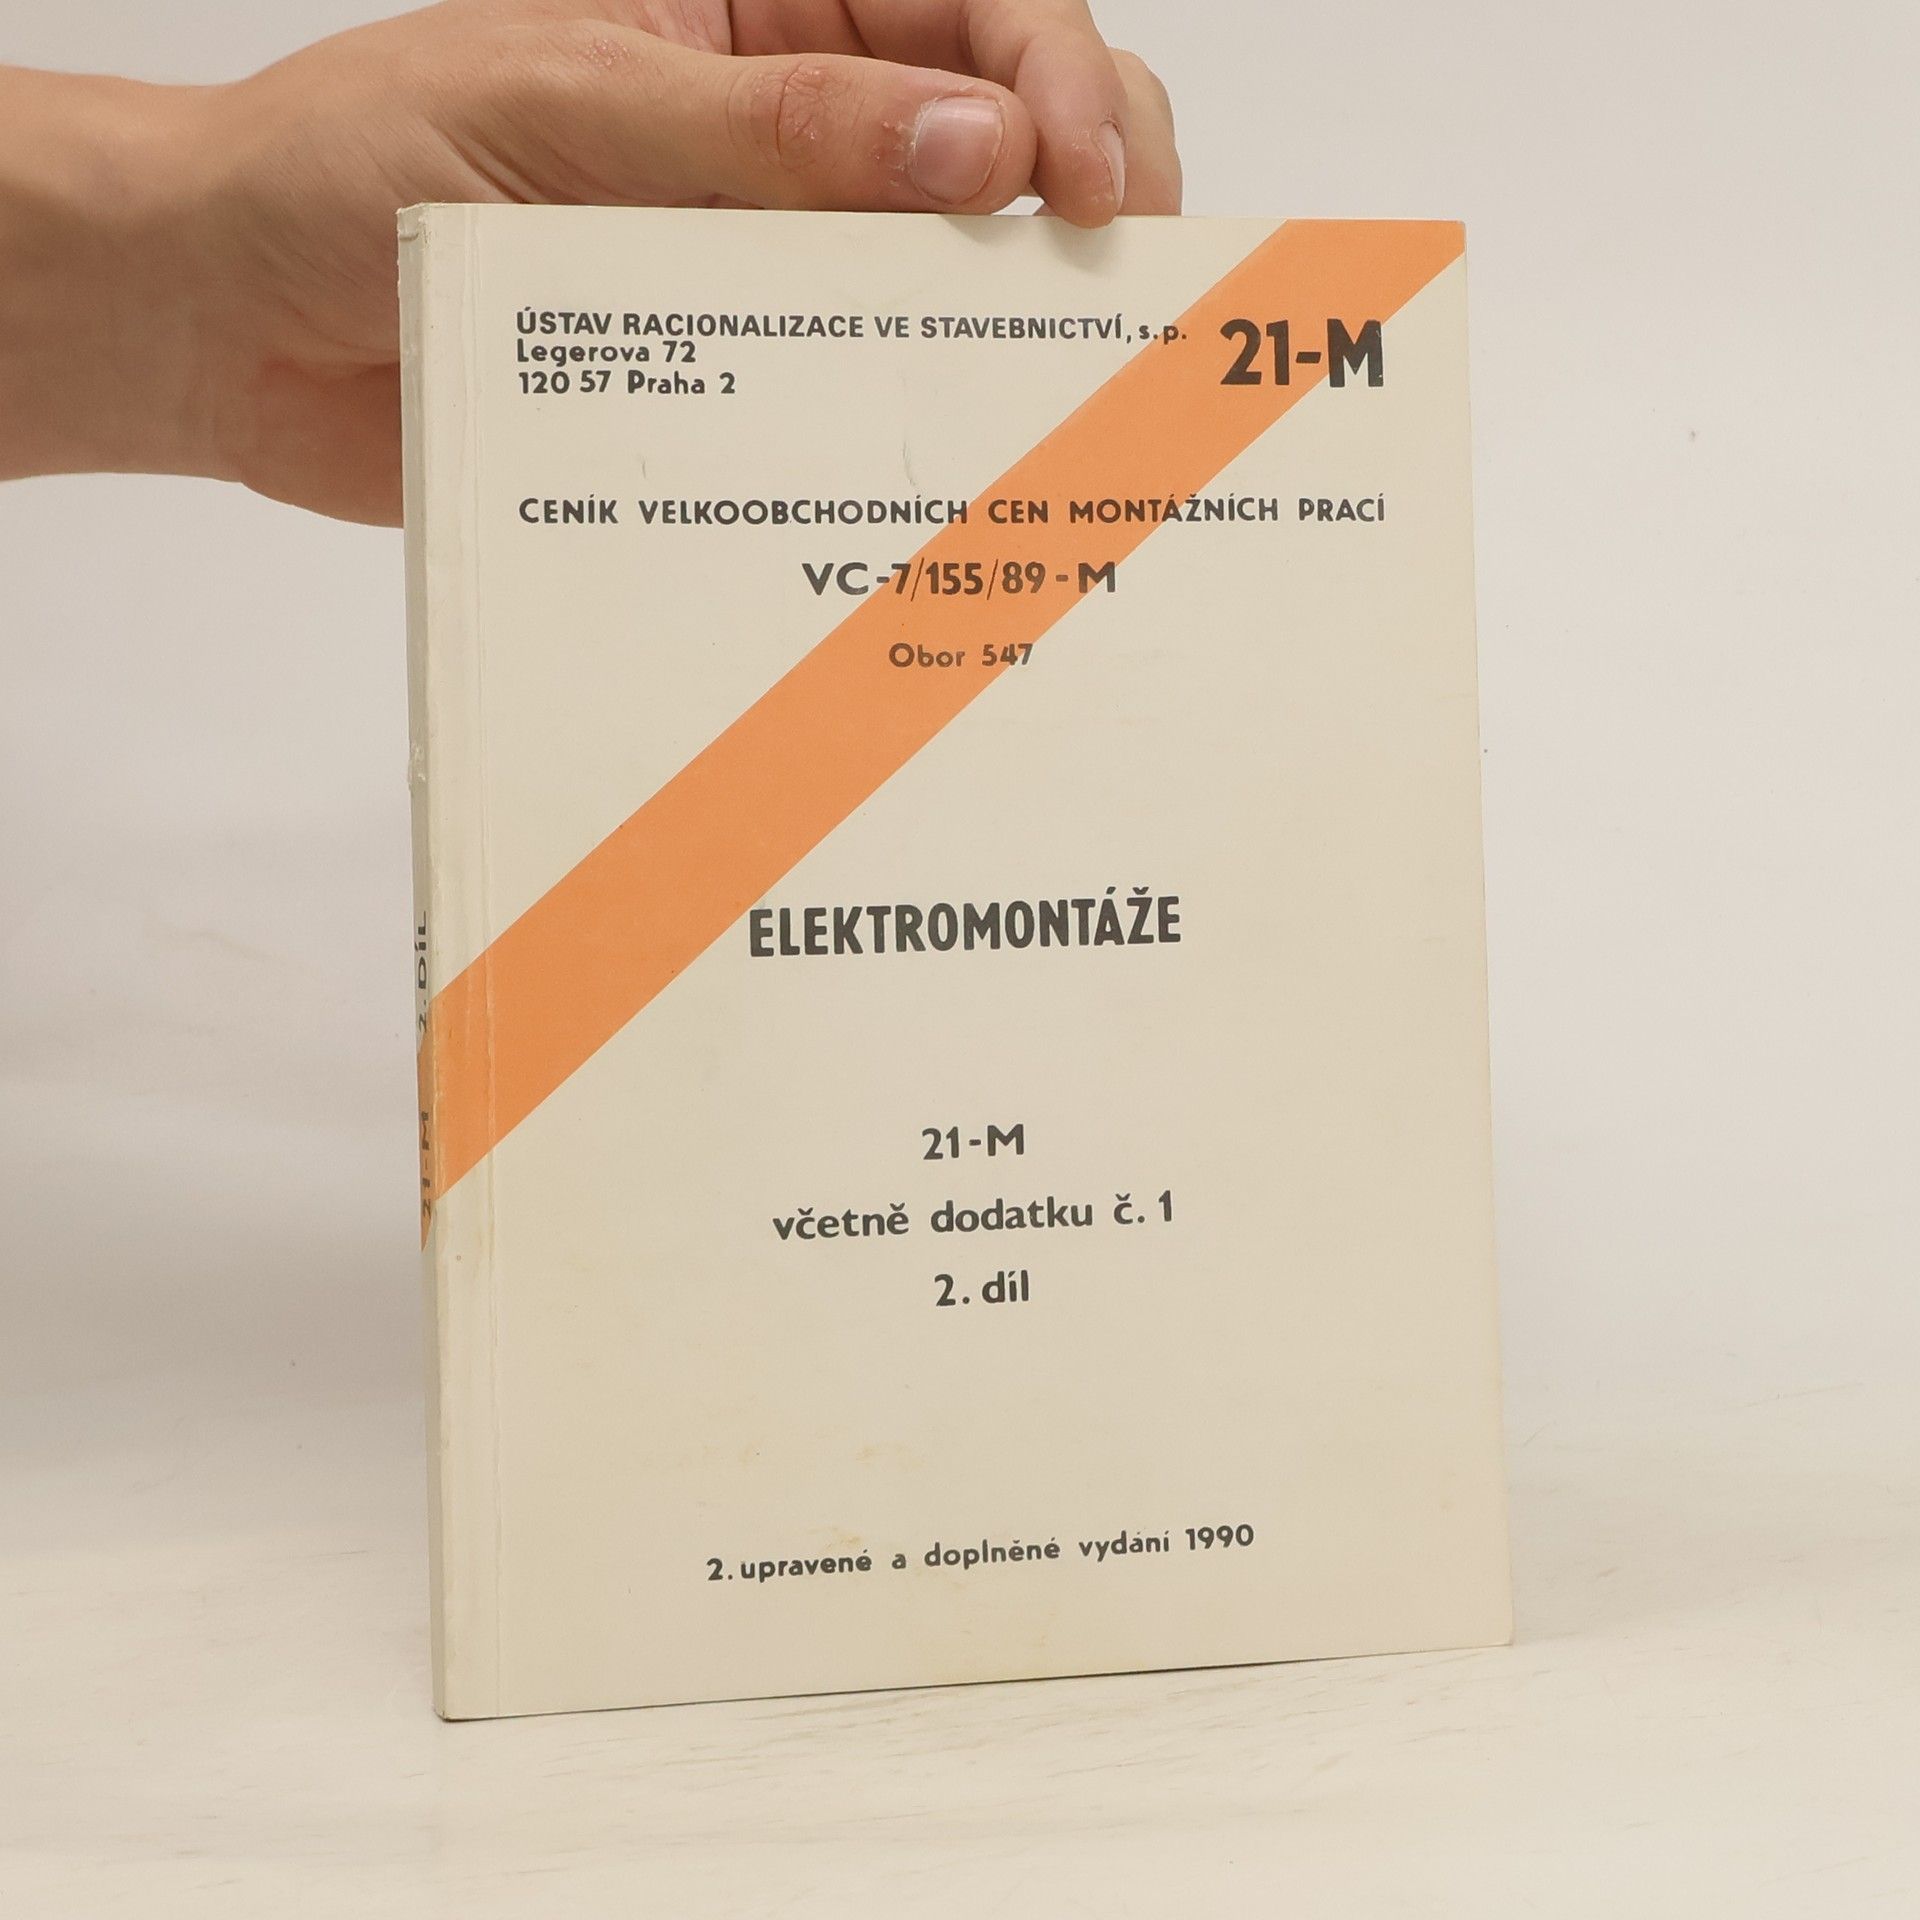 ÚSTAV RACIONALIZACE VE STAVEBNICTVÍ, s.p.
Legerova 72
120 57 Praha 2
21-M
CENÍK VELKOOBCHODNÍCH CEN MONTÁŽNÍCH PRACÍ
VC-7/155/89-M
Obor 547
ELEKTROMONTÁŽE
21-M
včetně dodatku č. 1
2. díl
2. upravené a doplněné vydání 1990
21-M 2. DÍL